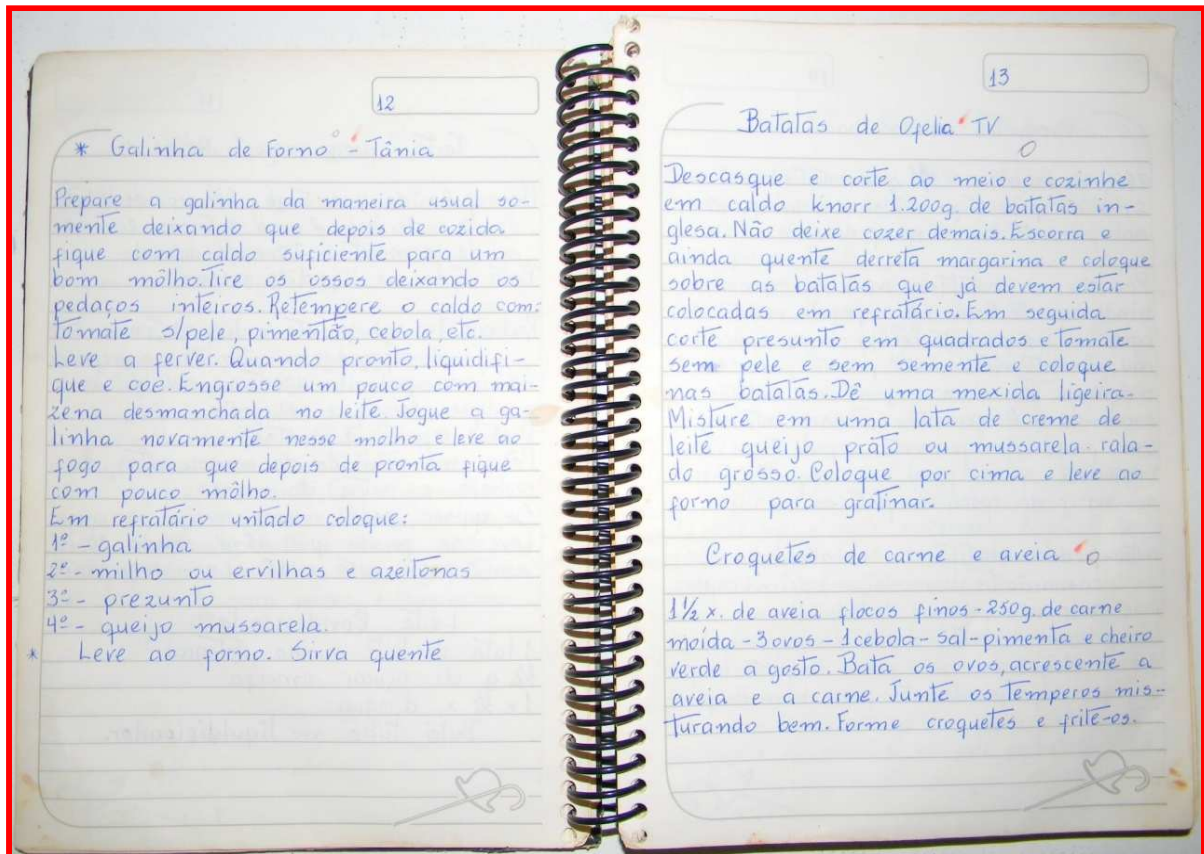 12
* Galinha de Forno - Tânia
Prepare a galinha da maneira usual so-
mente deixando que depois de cozida
fique com caldo suficiente para um
bom môlho. Tire os ossos deixando os
pedaços inteiros. Retempere o caldo com:
tomate s/pele, pimentão, cebola, etc.
Leve a ferver. Quando pronto, liquidifi-
que e coe. Engrosse um pouco com mai-
zena desmanchada no leite. Jogue a ga-
linha novamente nesse molho e leve ao
fogo para que depois de pronta fique
com pouco môlho.
Em refratário untado coloque:
1º - galinha
2º - milho ou ervilhas e azeitonas
3º - prezunto
4º - queijo mussarela.
* Leve ao forno. Sirva quente
13
Batatas de Ofelia TV
Descasque e corte ao meio e cozinhe
em caldo knorr 1.200g. de batatas in-
glesa. Não deixe cozer demais. Escorra e
ainda quente derreta margarina e coloque
sobre as batatas que já devem estar
colocadas em refratário. Em seguida
corte presunto em quadrados e tomate
sem pele e sem semente e coloque
nas batatas. Dê uma mexida ligeira.
Misture em uma lata de creme de
leite queijo prato ou mussarela rala-
do grosso. Coloque por cima e leve ao
forno para gratinar.
Croquetes de carne e aveia
1 1/2 x. de aveia flocos finos - 250g. de carne
moída - 3 ovos - 1 cebola - sal - pimenta e cheiro
verde a gosto. Bata os ovos, acrescente a
aveia e a carne. Junte os temperos mis-
turando bem. Forme croquetes e frite-os.